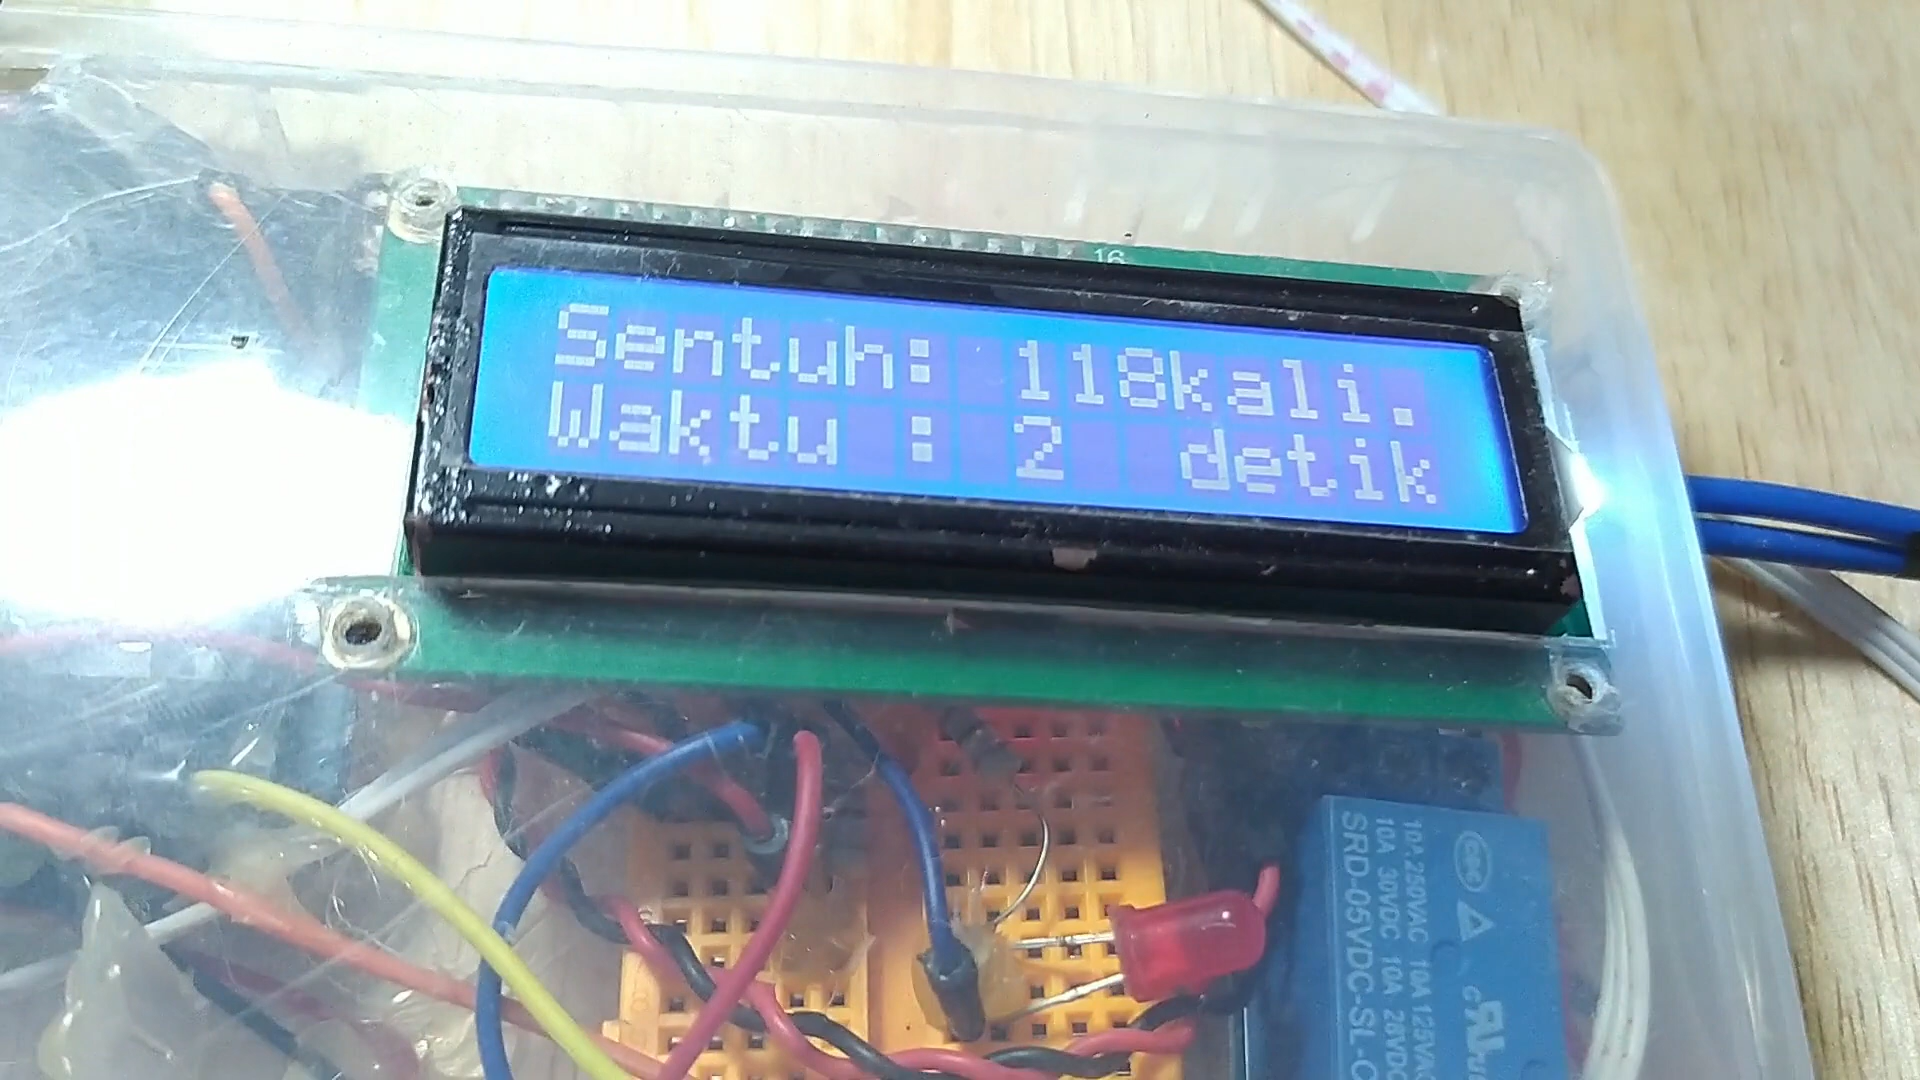 16
Sentuh: 118kali.
Waktu : 2 detik
10A 250VAC 10A 125VAC
10A 30VDC 10A 28VDC
SRD-05VDC-SL-C